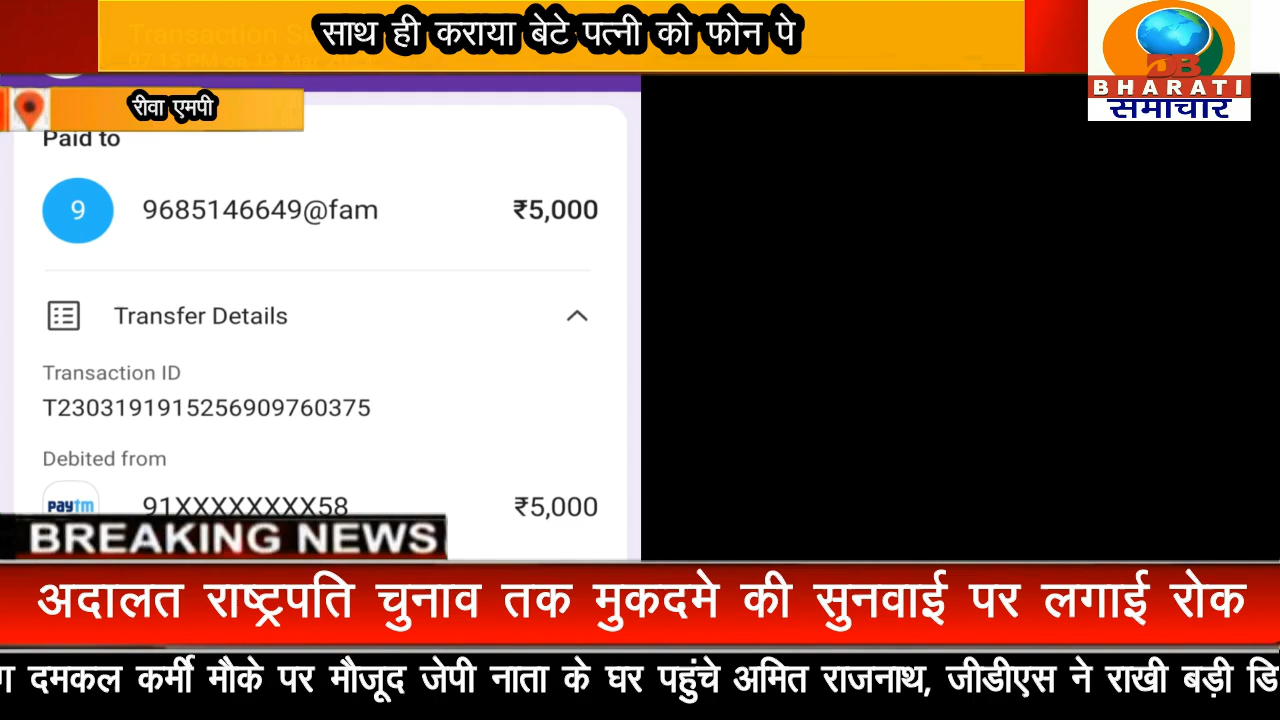 साथ ही कराया बेटे पत्नी को फोन पे
BHARATI
समाचार
रीवा एमपी
Paid to
9
9685146649@fam
₹5,000
Transfer Details
Transaction ID
T2303191915256909760375
Debited from
paytm
91XXXXXXXX58
₹5,000
BREAKING NEWS
अदालत राष्ट्रपति चुनाव तक मुकदमे की सुनवाई पर लगाई रोक
दमकल कर्मी मौके पर मौजूद जेपी नाता के घर पहुंचे अमित राजनाथ, जीडीएस ने राखी बड़ी डि